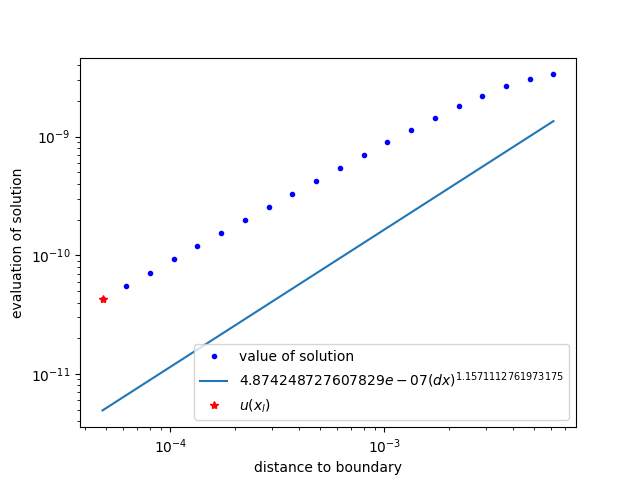 evaluation of solution
10⁻⁹
10⁻¹⁰
10⁻¹¹
value of solution
4.874248727607829e − 07(dx)^1.1571112761973175
u(x_l)
10⁻⁴
10⁻³
distance to boundary